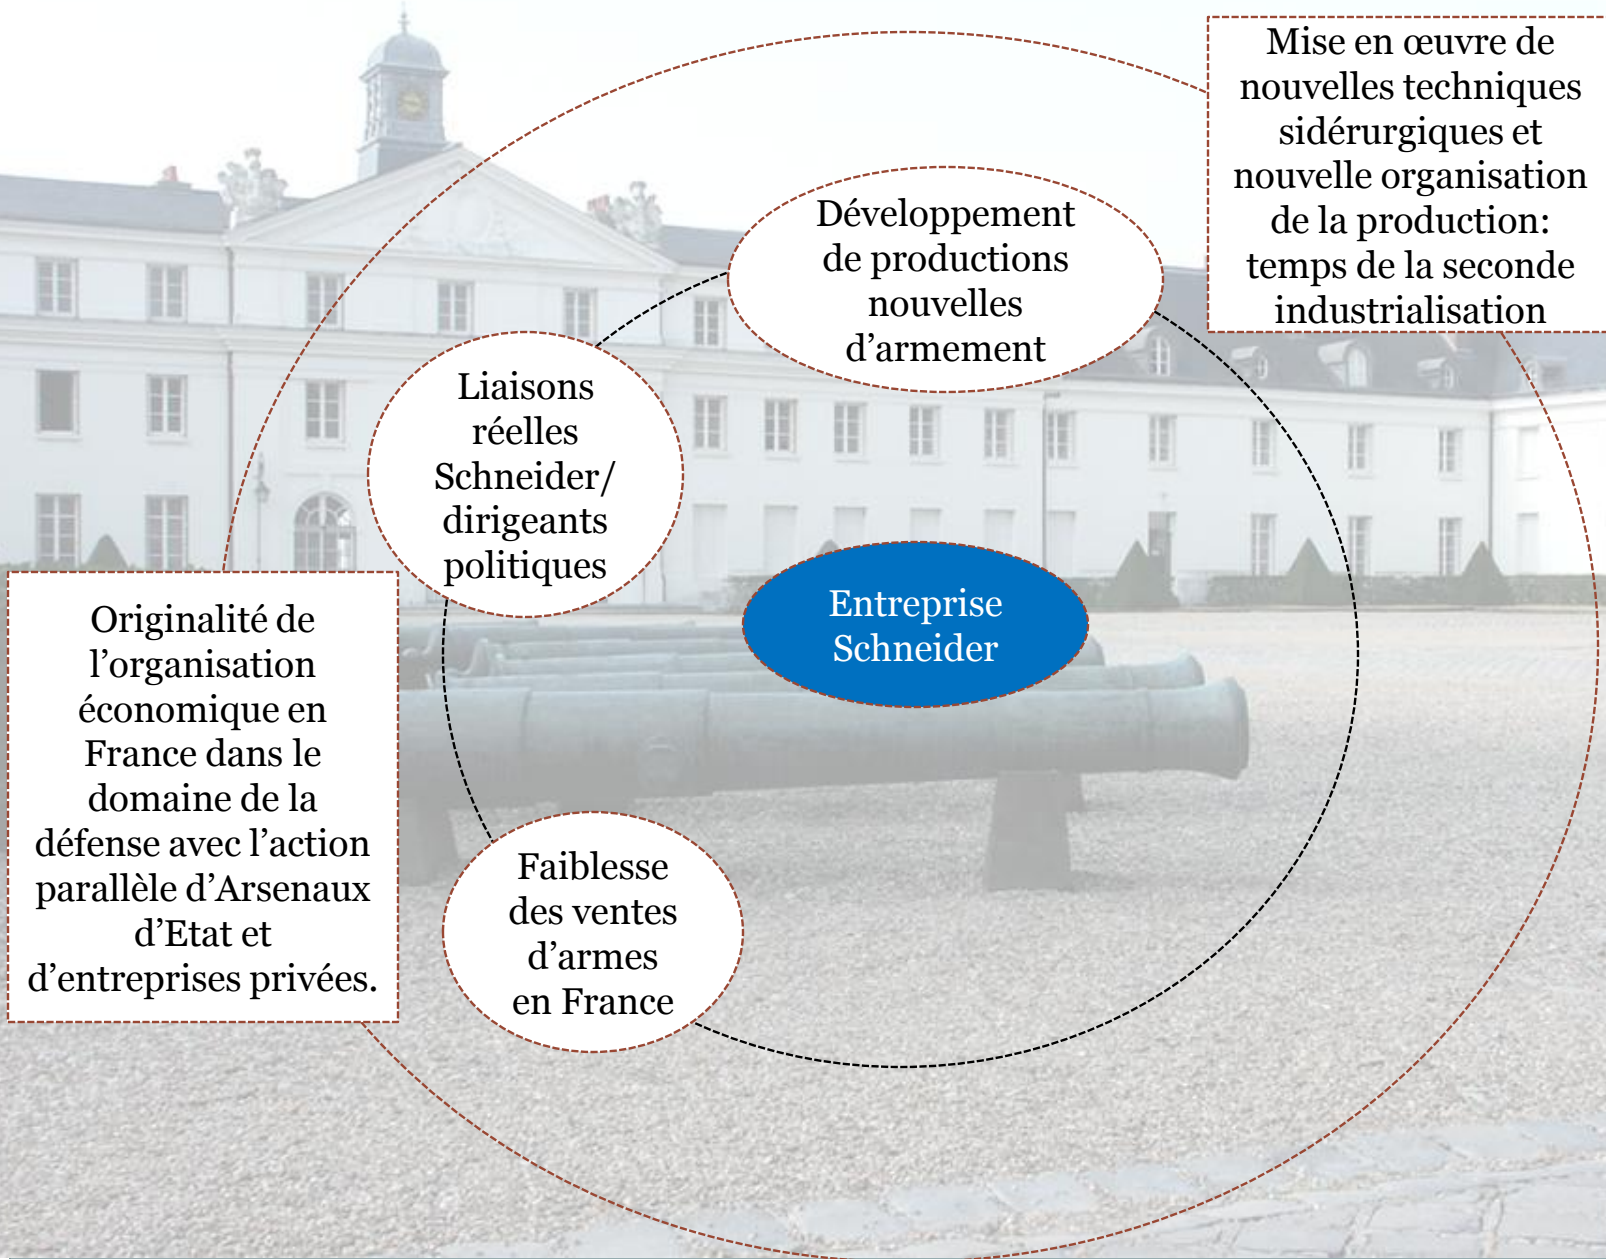 Mise en œuvre de
nouvelles techniques
sidérurgiques et
nouvelle organisation
de la production:
temps de la seconde
industrialisation
Développement
de productions
nouvelles
d’armement
Liaisons
réelles
Schneider/
dirigeants
politiques
Entreprise
Schneider
Originalité de
l’organisation
économique en
France dans le
domaine de la
défense avec l’action
parallèle d’Arsenaux
d’Etat et
d’entreprises privées.
Faiblesse
des ventes
d’armes
en France